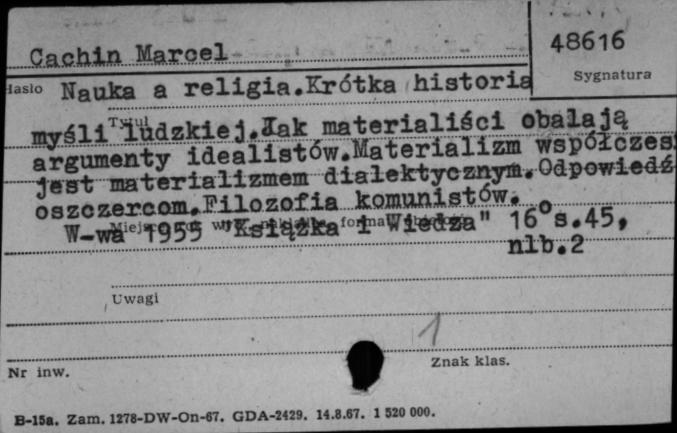 Cachin Marcel
48616
Sygnatura
Hasło Nauka a religia.Krótka historia
Tytuł
myśli ludzkiej.Jak materialiści obalają
argumenty idealistów.Materializm współczes
jest materializmem dialektycznym.Odpowiedź
oszczercom.Filozofia komunistów.
W-wa 1955 "Książka i Wiedza" 16° s.45,
nlb.2
Uwagi
1
Nr inw.
Znak klas.
B-15a. Zam. 1278-DW-On-67. GDA-2429. 14.8.67. 1 520 000.